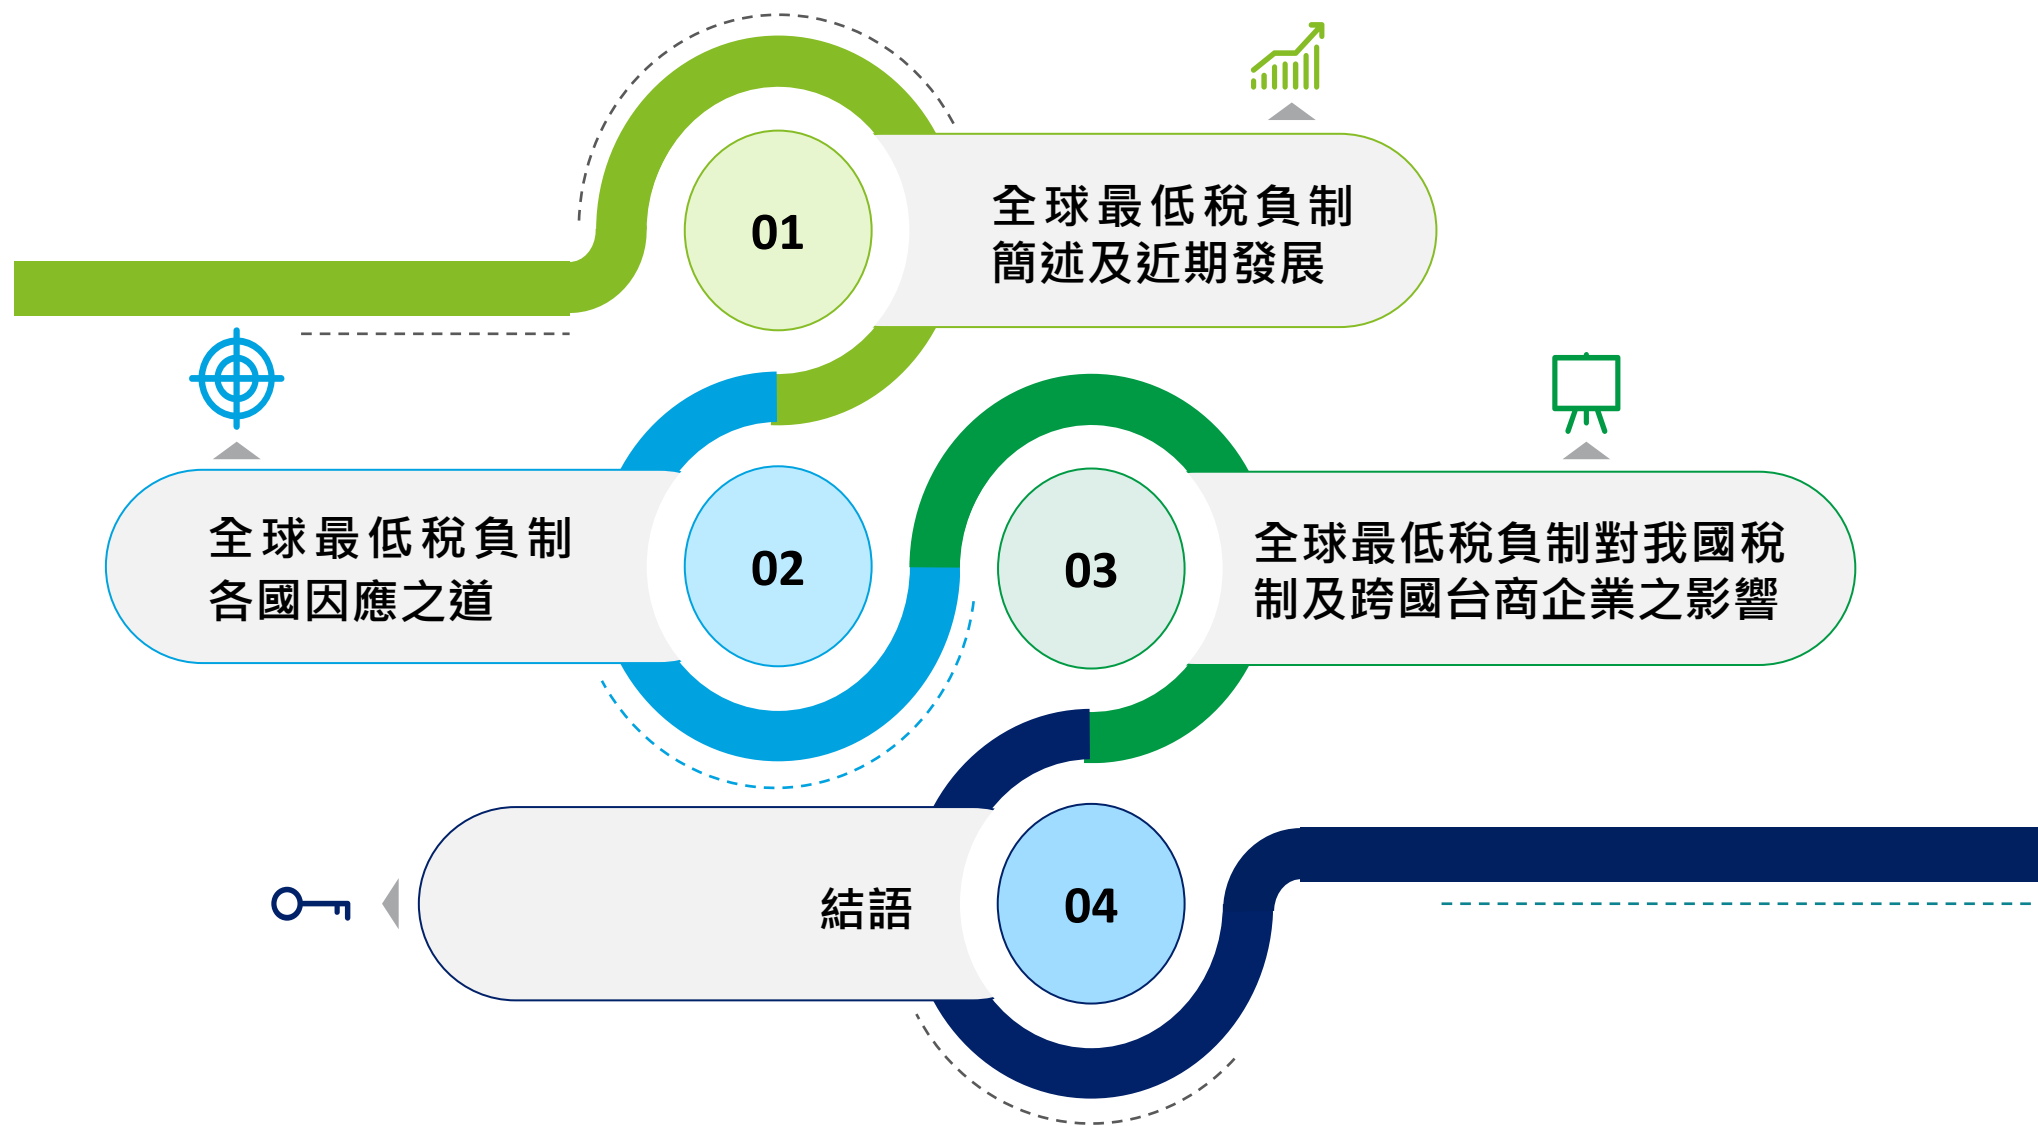 01
全球最低稅負制
簡述及近期發展
02
全球最低稅負制
各國因應之道
03
全球最低稅負制對我國稅
制及跨國台商企業之影響
04
結語